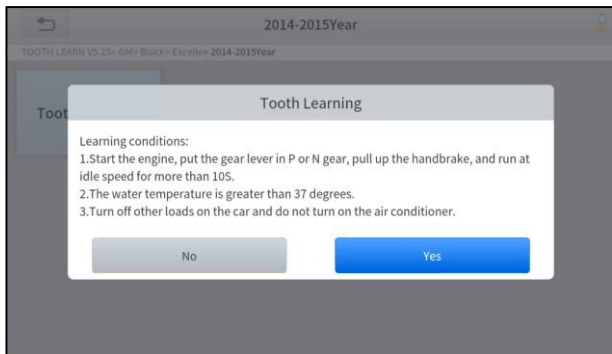 2014-2015Year
TOOTH LEARN V5.25> GM> Buick> Excelle> 2014-2015Year
Toot
Tooth Learning
Learning conditions:
1.Start the engine, put the gear lever in P or N gear, pull up the handbrake, and run at
idle speed for more than 10S.
2.The water temperature is greater than 37 degrees.
3.Turn off other loads on the car and do not turn on the air conditioner.
No
Yes